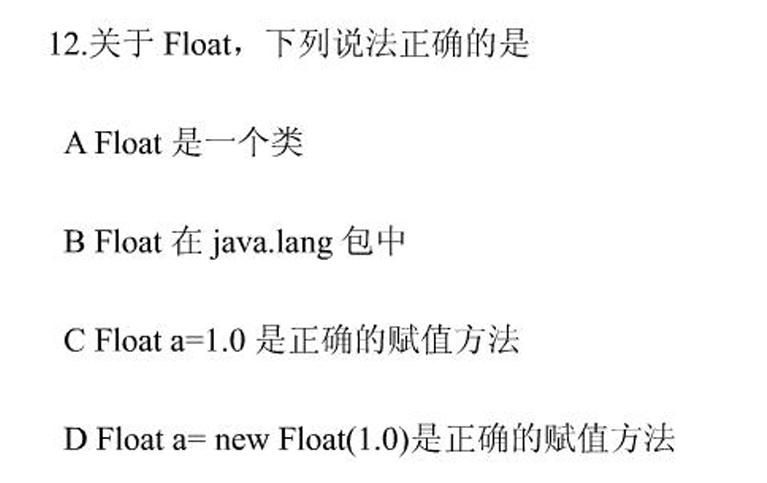 12.关于 Float，下列说法正确的是
A Float 是一个类
B Float 在 java.lang 包中
C Float a=1.0 是正确的赋值方法
D Float a= new Float(1.0)是正确的赋值方法